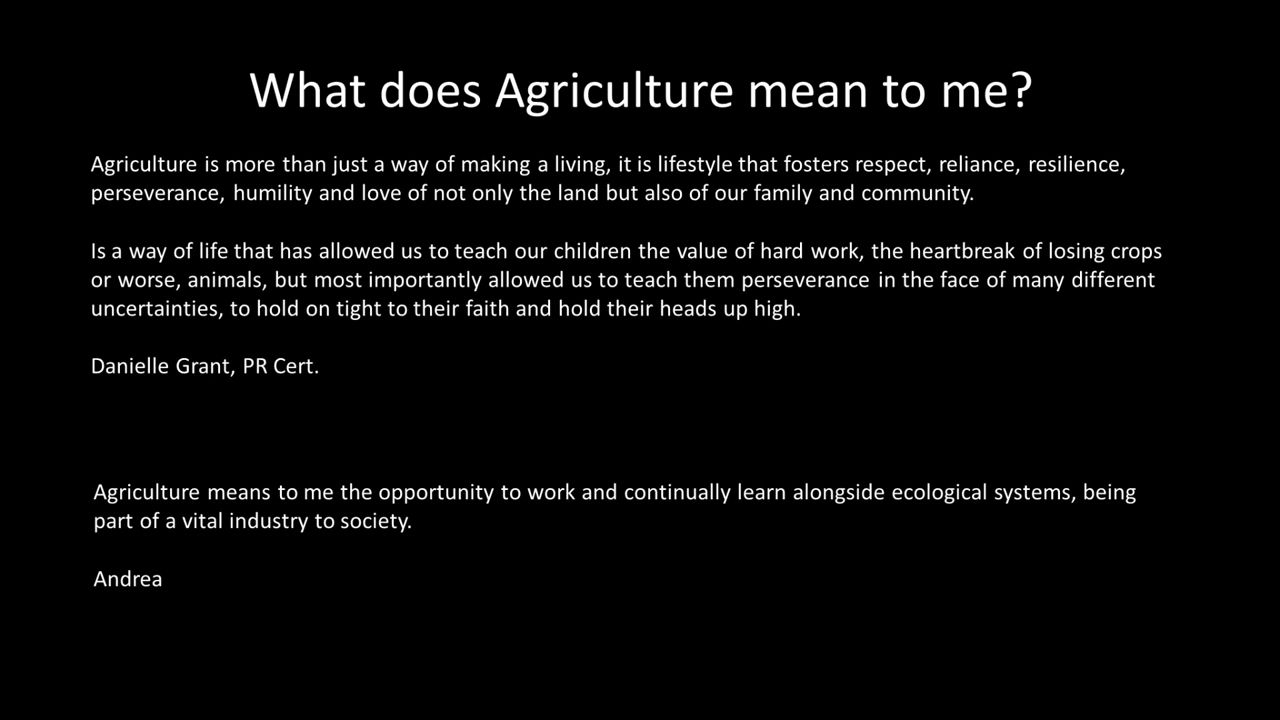 What does Agriculture mean to me?
Agriculture is more than just a way of making a living, it is lifestyle that fosters respect, reliance, resilience,
perseverance, humility and love of not only the land but also of our family and community.
Is a way of life that has allowed us to teach our children the value of hard work, the heartbreak of losing crops
or worse, animals, but most importantly allowed us to teach them perseverance in the face of many different
uncertainties, to hold on tight to their faith and hold their heads up high.
Danielle Grant, PR Cert.
Agriculture means to me the opportunity to work and continually learn alongside ecological systems, being
part of a vital industry to society.
Andrea